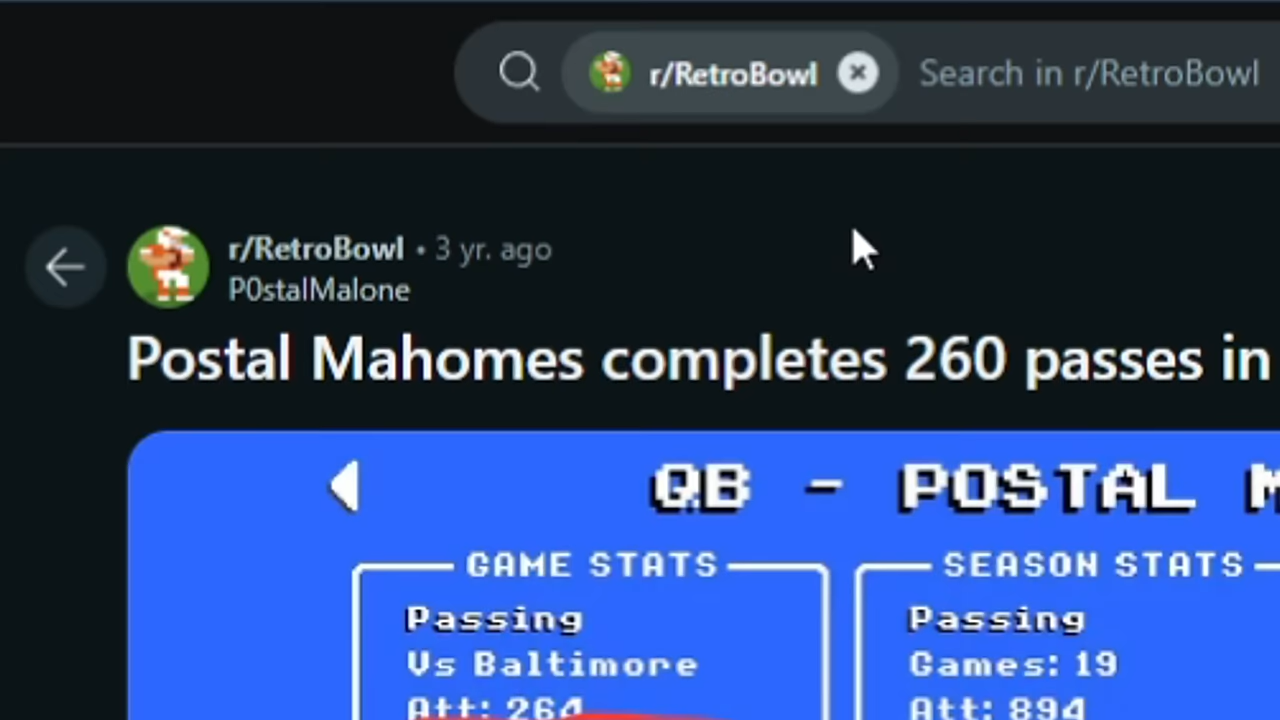 r/RetroBowl Search in r/RetroBowl
r/RetroBowl • 3 yr. ago
P0stalMalone
Postal Mahomes completes 260 passes in
QB - POSTAL M
GAME STATS
Passing
Vs Baltimore
Att: 264
SEASON STATS
Passing
Games: 19
Att: 894